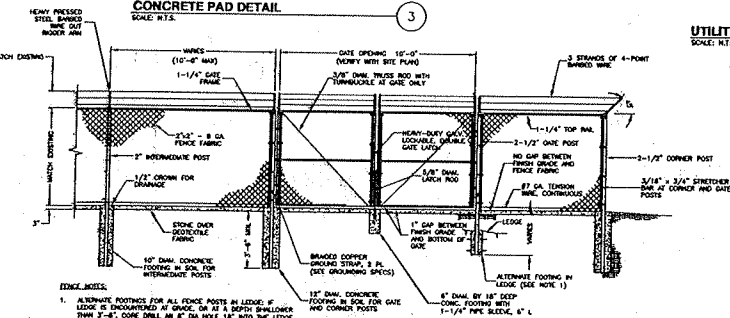 CONCRETE PAD DETAIL
SCALE: N.T.S.
3
UTILIT
SCALE: N.T.
HEAVY PRESSED
STEEL BARBED
WIRE OUT
RIGGER ARM
MATCH EXISTING
VARIES
(10'-0" MAX)
1-1/4" GATE
FRAME
GATE OPENING 10'-0"
(VERIFY WITH SITE PLAN)
3/8" DIAM. TRUSS ROD WITH
TURNBUCKLE AT GATE ONLY
3 STRANDS OF 4-POINT
BARBED WIRE
2"x2" - 9 GA.
FENCE FABRIC
2" INTERMEDIATE POST
1/2" CROWN FOR
DRAINAGE
MATCH EXISTING
3"
STONE OVER
GEOTEXTILE
FABRIC
10" DIAM. CONCRETE
FOOTING IN SOIL FOR
INTERMEDIATE POSTS
3'-6" MIN.
HEAVY-DUTY GALV.
LOCKABLE, DOUBLE
GATE LATCH
5/8" DIAM.
LATCH ROD
1" GAP BETWEEN
FINISH GRADE
AND BOTTOM OF
GATE
BRAIDED COPPER
GROUND STRAP, 2 PL
(SEE GROUNDING SPECS)
12" DIAM. CONCRETE
FOOTING IN SOIL FOR GATE
AND CORNER POSTS
6" DIAM. BY 18" DEEP
CONC. FOOTING WITH
1-1/4" PIPE SLEEVE, 6" L
1-1/4" TOP RAIL
2-1/2" GATE POST
NO GAP BETWEEN
FINISH GRADE AND
FENCE FABRIC
#7 GA. TENSION
WIRE, CONTINUOUS
LEDGE
VARIES
ALTERNATE FOOTING IN
LEDGE (SEE NOTE 1)
2-1/2" CORNER POST
3/16" x 3/4" STRETCHER
BAR AT CORNER AND GATE
POSTS
FENCE NOTES:
1. ALTERNATE FOOTINGS FOR ALL FENCE POSTS IN LEDGE: IF
LEDGE IS ENCOUNTERED AT GRADE, OR AT A DEPTH SHALLOWER
THAN 3'-6", CORE DRILL AN 8" DIA HOLE 18" INTO THE LEDGE